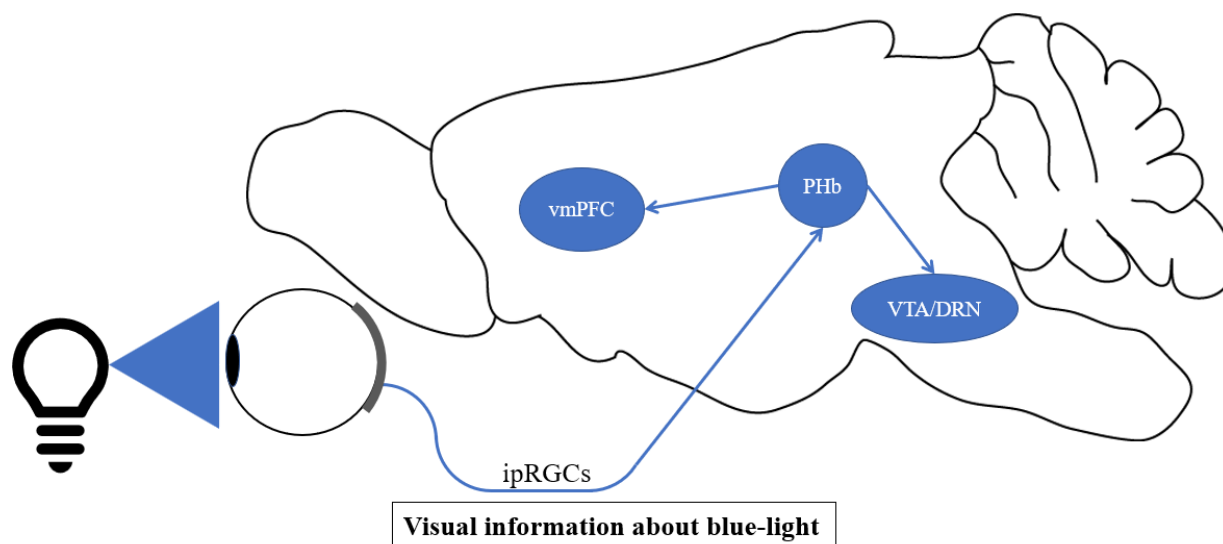 PHb
vmPFC
VTA/DRN
ipRGCs
Visual information about blue-light